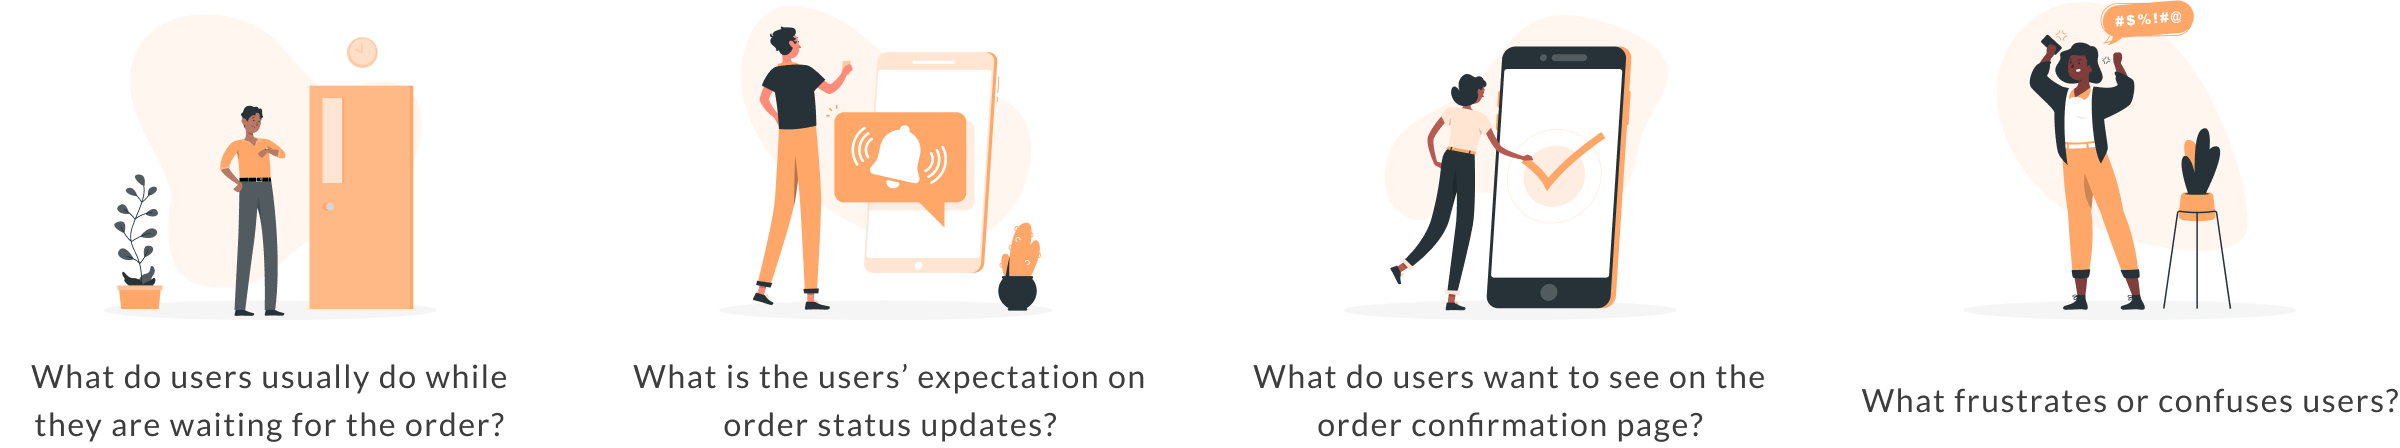 #$%!#@
What do users usually do while
they are waiting for the order?
What is the users’ expectation on
order status updates?
What do users want to see on the
order confirmation page?
What frustrates or confuses users?